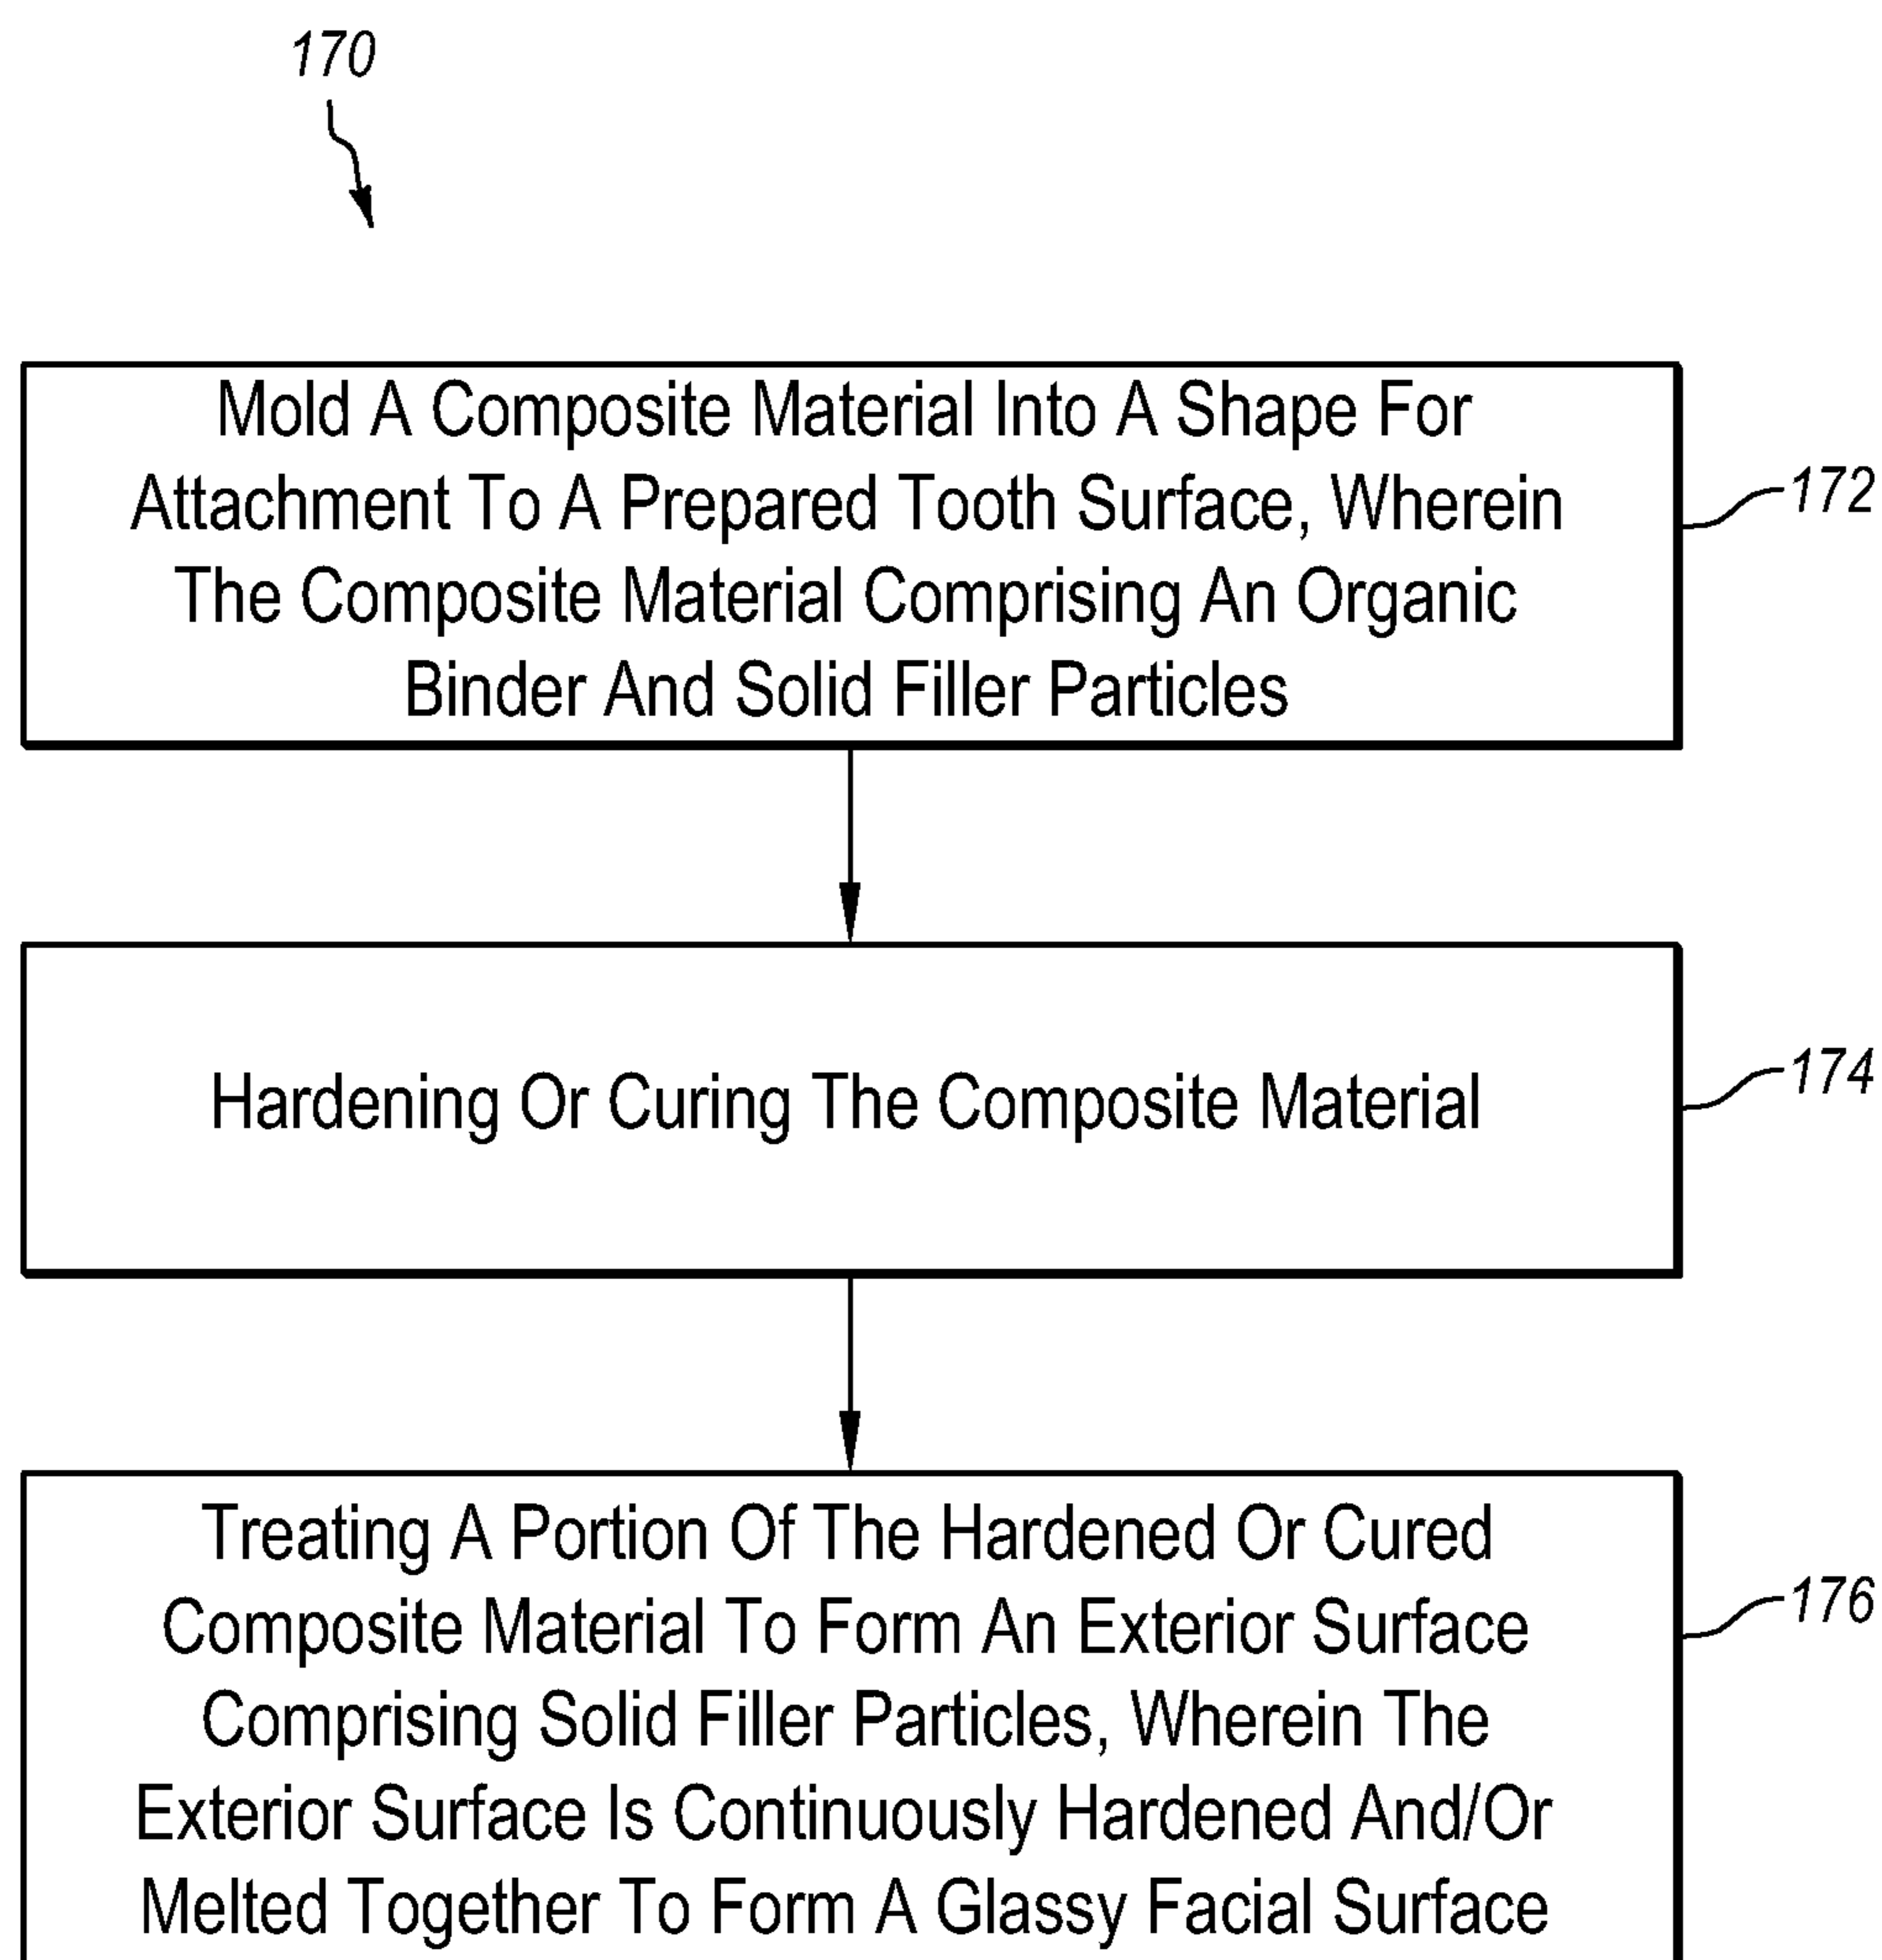 170
Mold A Composite Material Into A Shape For
Attachment To A Prepared Tooth Surface, Wherein
The Composite Material Comprising An Organic
Binder And Solid Filler Particles
172
Hardening Or Curing The Composite Material
174
Treating A Portion Of The Hardened Or Cured
Composite Material To Form An Exterior Surface
Comprising Solid Filler Particles, Wherein The
Exterior Surface Is Continuously Hardened And/Or
Melted Together To Form A Glassy Facial Surface
176